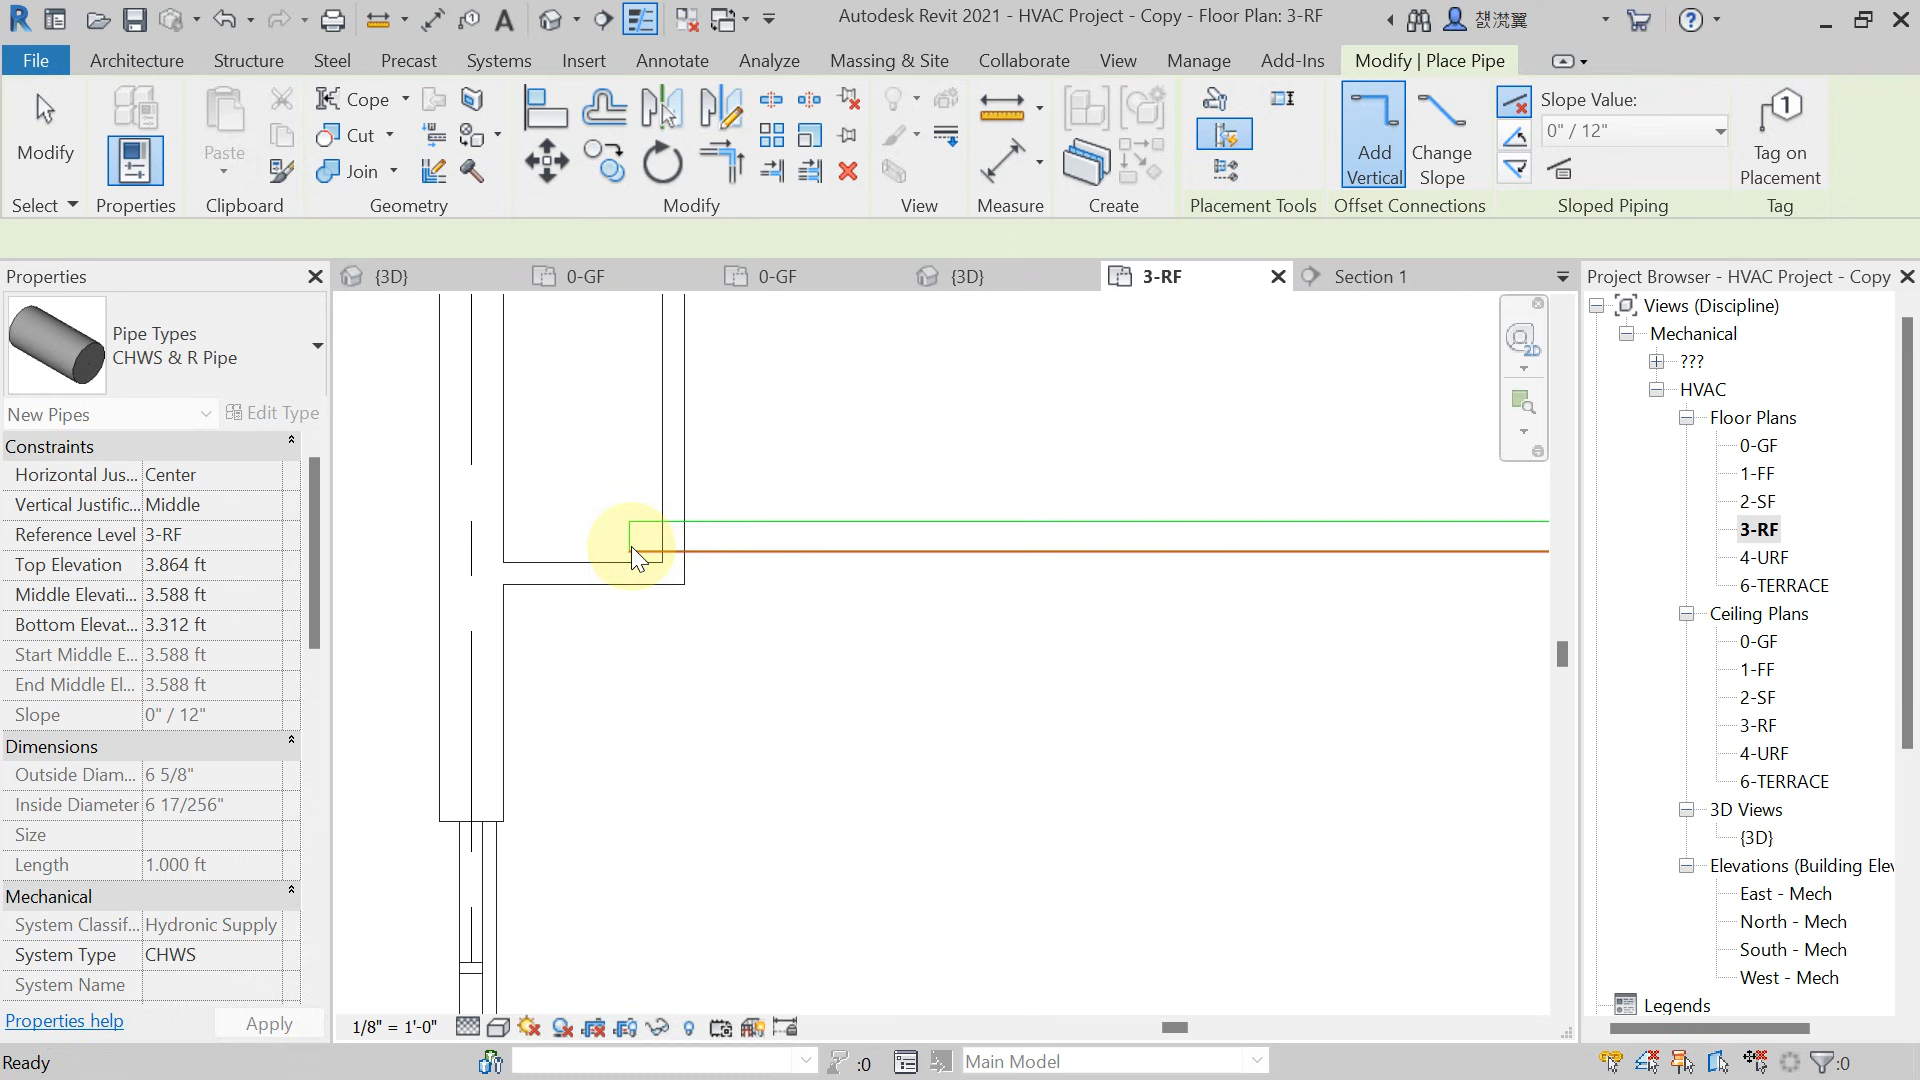 Autodesk Revit 2021 - HVAC Project - Copy - Floor Plan: 3-RF
File Architecture Structure Steel Precast Systems Insert Annotate Analyze Massing & Site Collaborate View Manage Add-Ins Modify | Place Pipe
Modify
Select
Properties
Paste
Clipboard
Cope
Cut
Join
Geometry
Modify
View
Measure
Create
Placement Tools
Add
Vertical
Change
Slope
Offset Connections
Slope Value:
0" / 12"
Sloped Piping
Tag on
Placement
Tag
Properties
Pipe Types
CHWS & R Pipe
New Pipes
Edit Type
Constraints
Horizontal Jus... Center
Vertical Justific... Middle
Reference Level 3-RF
Top Elevation 3.864 ft
Middle Elevati... 3.588 ft
Bottom Elevat... 3.312 ft
Start Middle E... 3.588 ft
End Middle El... 3.588 ft
Slope 0" / 12"
Dimensions
Outside Diam... 6 5/8"
Inside Diameter 6 17/256"
Size
Length 1.000 ft
Mechanical
System Classif... Hydronic Supply
System Type CHWS
System Name
Properties help
Apply
{3D} 0-GF 0-GF {3D} 3-RF Section 1
2D
1/8" = 1'-0"
Project Browser - HVAC Project - Copy
Views (Discipline)
Mechanical
???
HVAC
Floor Plans
0-GF
1-FF
2-SF
3-RF
4-URF
6-TERRACE
Ceiling Plans
0-GF
1-FF
2-SF
3-RF
4-URF
6-TERRACE
3D Views
{3D}
Elevations (Building Elev
East - Mech
North - Mech
South - Mech
West - Mech
Legends
Ready
:0
Main Model
:0